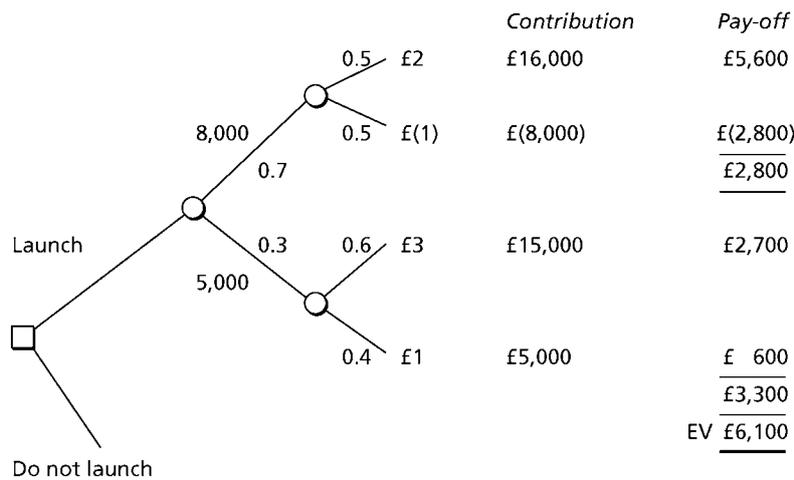 Contribution Pay-off
0.5 £2 £16,000 £5,600
8,000 0.5 £(1) £(8,000) £(2,800)
0.7 £2,800
Launch 0.3 0.6 £3 £15,000 £2,700
5,000
0.4 £1 £5,000 £ 600
£3,300
EV £6,100
Do not launch